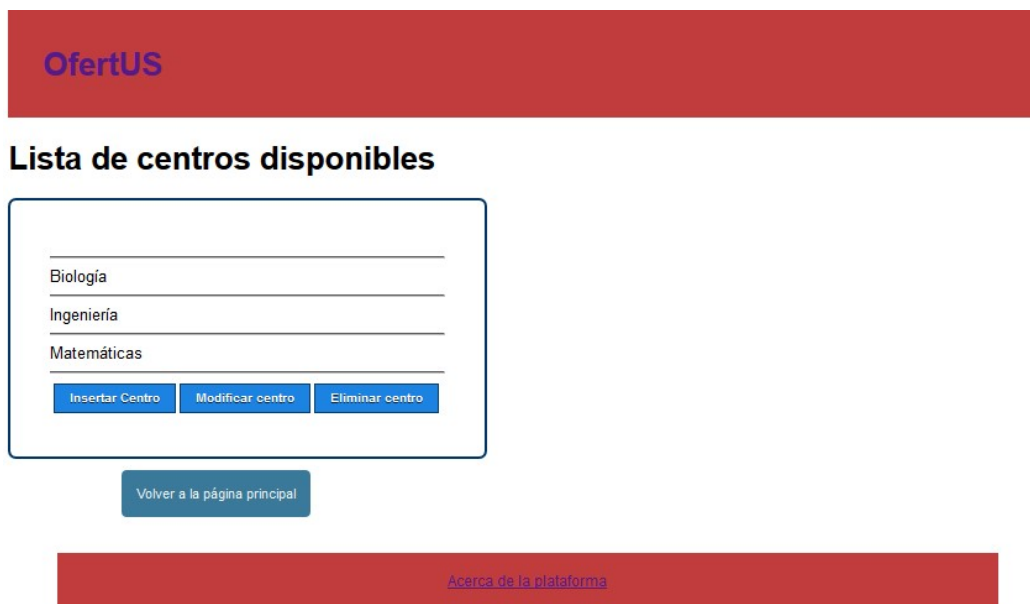 OfertUS
Lista de centros disponibles
Biología
Ingeniería
Matemáticas
Insertar Centro Modificar centro Eliminar centro
Volver a la página principal
Acerca de la plataforma